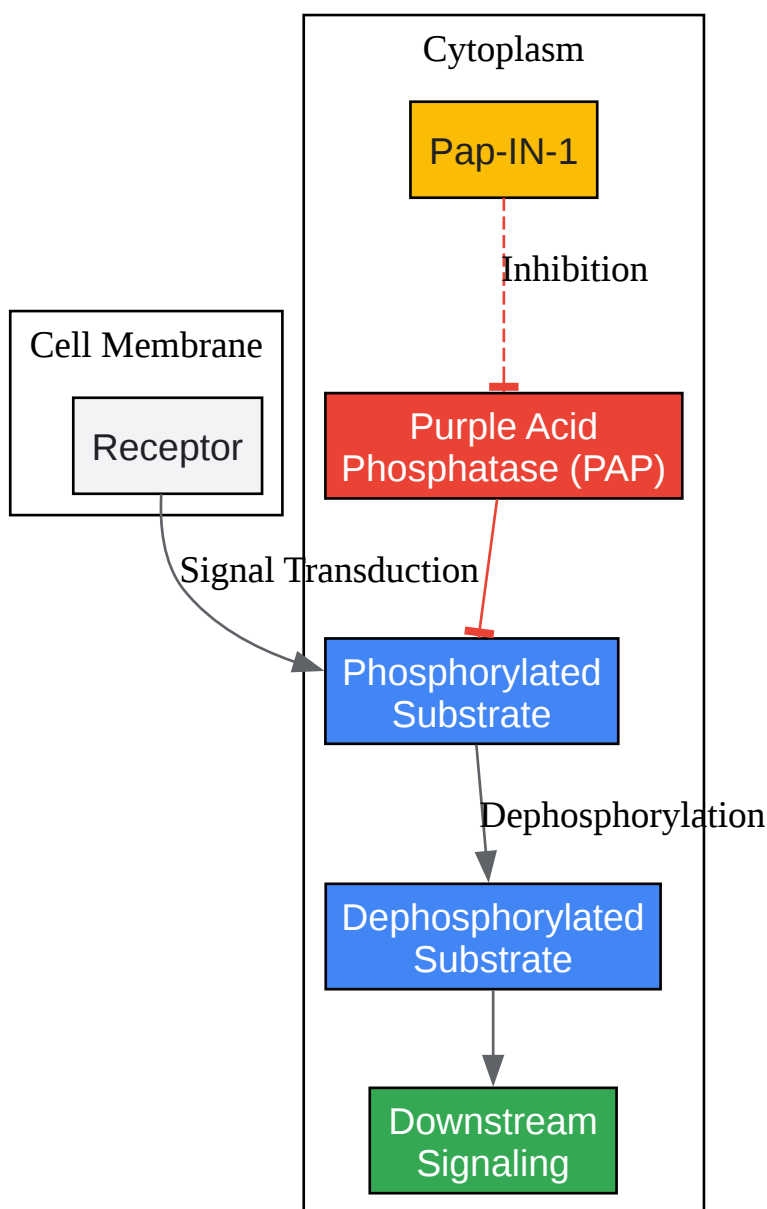 Cytoplasm
Pap-IN-1
Inhibition
Cell Membrane
Receptor
Purple Acid
Phosphatase (PAP)
Signal Transduction
Phosphorylated
Substrate
Dephosphorylation
Dephosphorylated
Substrate
Downstream
Signaling